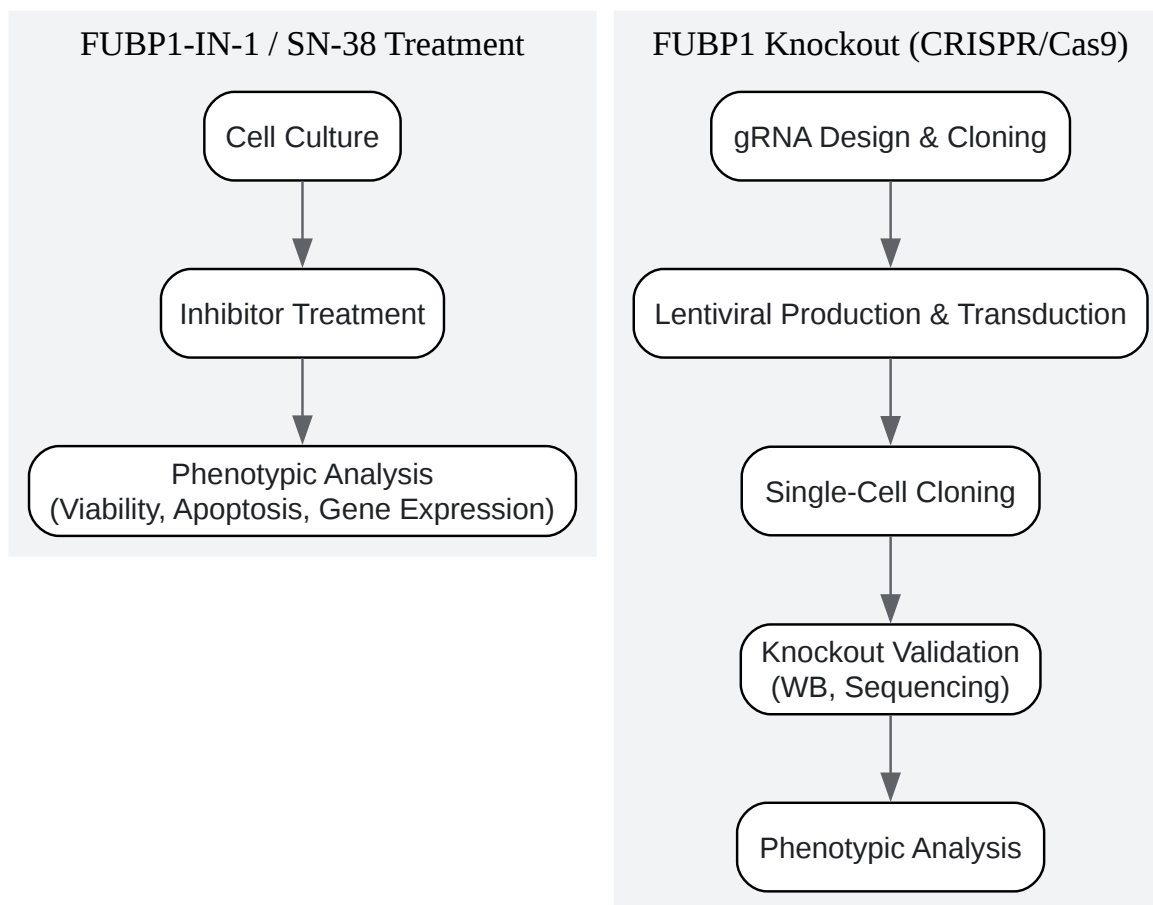 FUBP1-IN-1 / SN-38 Treatment
Cell Culture
Inhibitor Treatment
Phenotypic Analysis
(Viability, Apoptosis, Gene Expression)
FUBP1 Knockout (CRISPR/Cas9)
gRNA Design & Cloning
Lentiviral Production & Transduction
Single-Cell Cloning
Knockout Validation
(WB, Sequencing)
Phenotypic Analysis